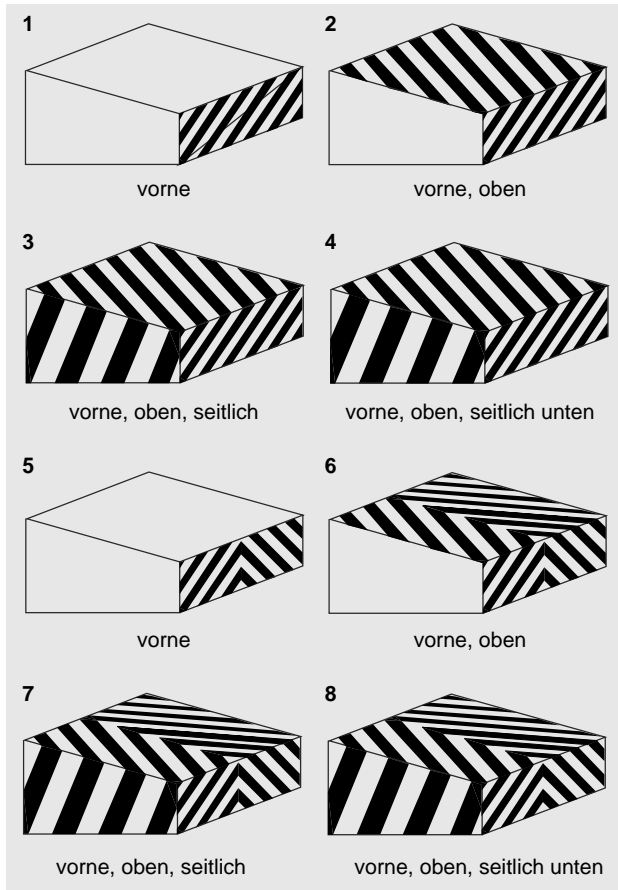 1 2
vorne vorne, oben
3 4
vorne, oben, seitlich vorne, oben, seitlich unten
5 6
vorne vorne, oben
7 8
vorne, oben, seitlich vorne, oben, seitlich unten